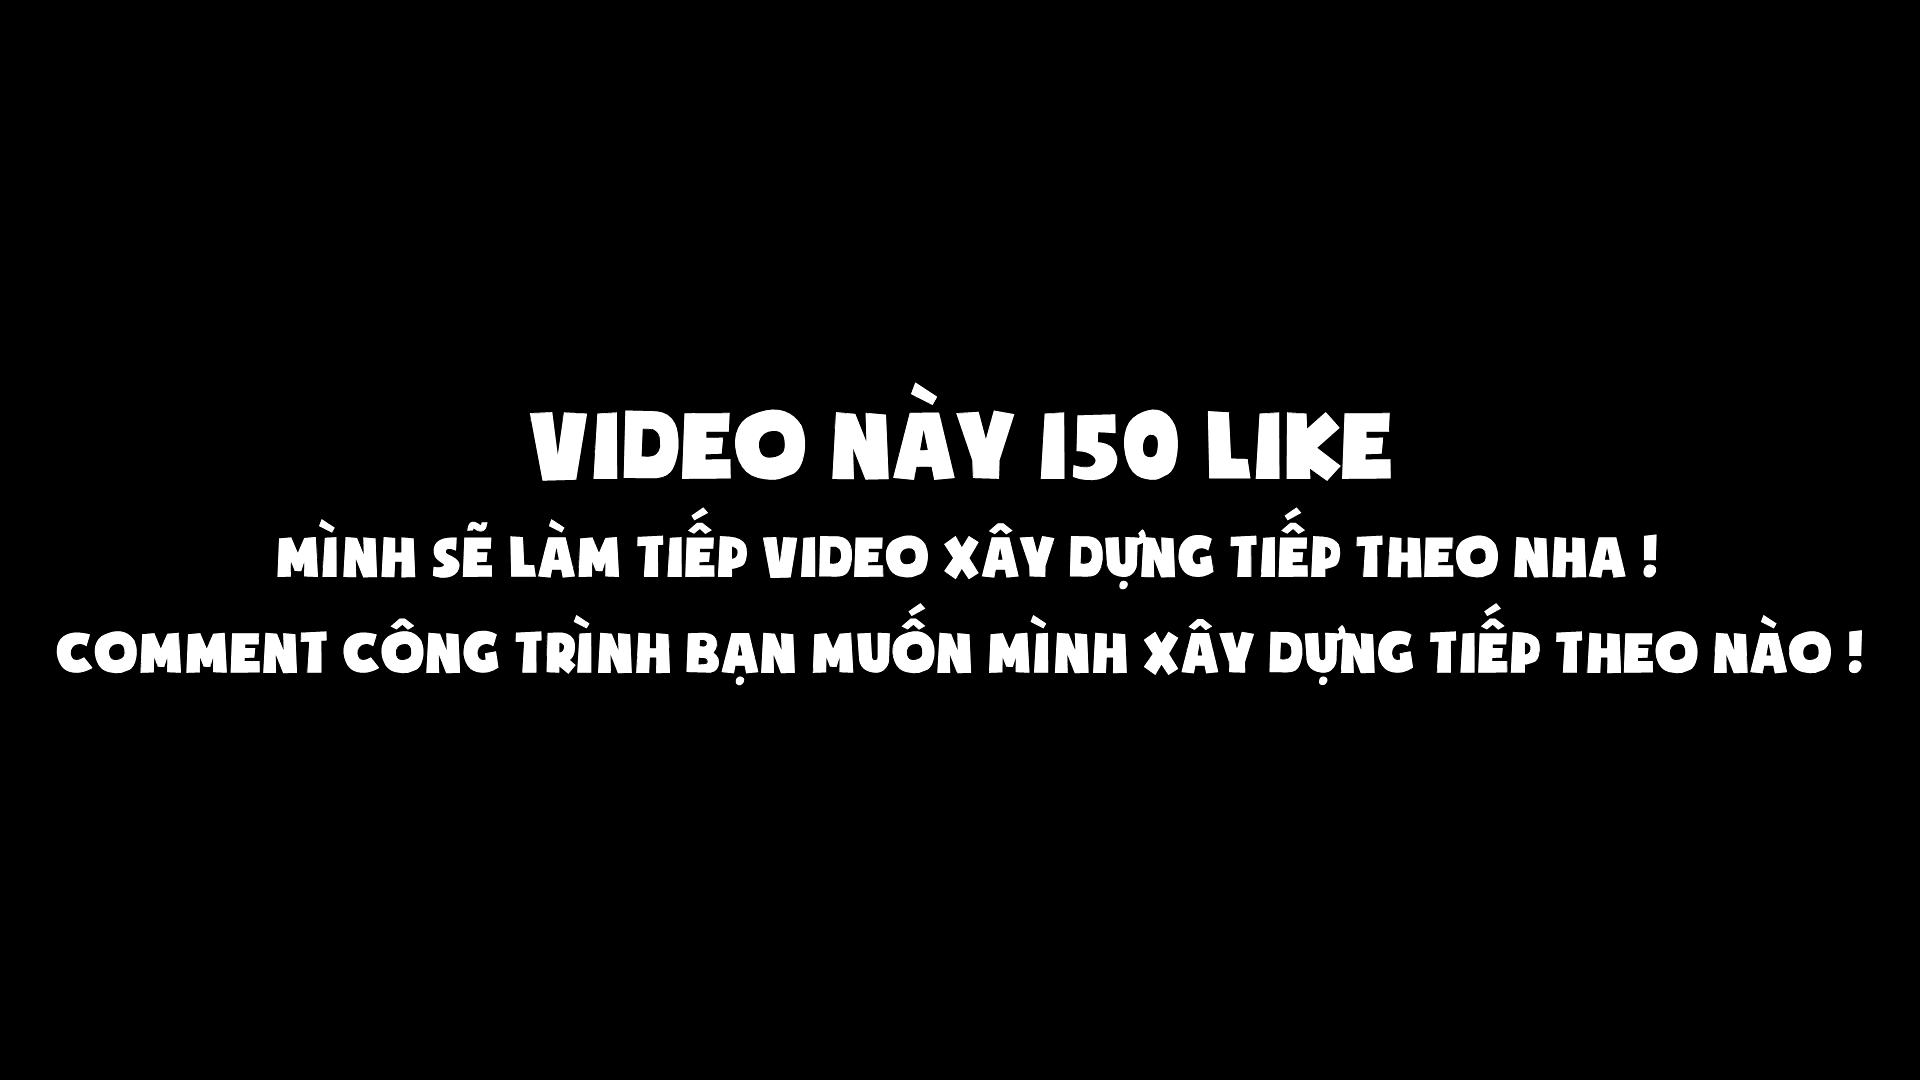 VIDEO NÀY 150 LIKE
MÌNH SẼ LÀM TIẾP VIDEO XÂY DỰNG TIẾP THEO NHA !
COMMENT CÔNG TRÌNH BẠN MUỐN MÌNH XÂY DỰNG TIẾP THEO NÀO !